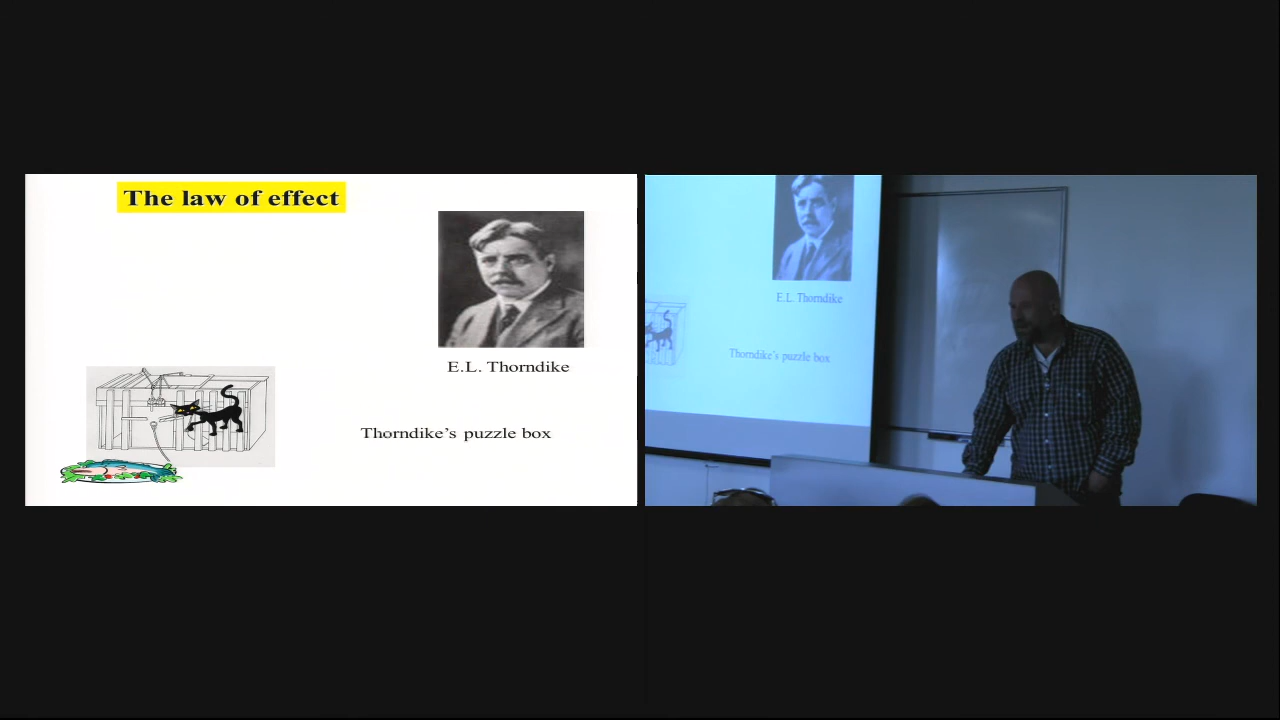 The law of effect
E.L. Thorndike
Thorndike's puzzle box
E.L. Thorndike
Thorndike's puzzle box